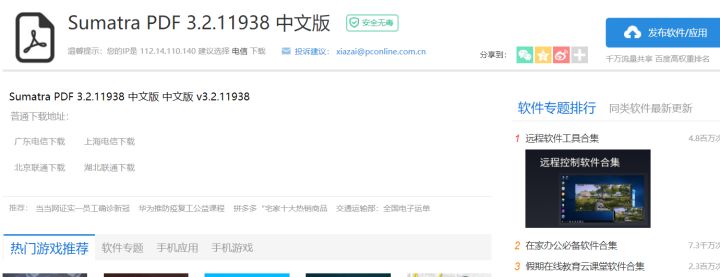 Sumatra PDF 3.2.11938 中文版 安全无毒
温馨提示：您的IP是 112.14.110.140 建议选择 电信 下载 投诉建议： xiazai@pconline.com.cn
分享到：
发布软件/应用
千万流量共享 百度高权重排名
Sumatra PDF 3.2.11938 中文版 中文版 v3.2.11938
普通下载地址：
广东电信下载 上海电信下载
北京联通下载 湖北联通下载
推荐： 当当网证实一员工确诊新冠 华为推防疫复工公益课程 拼多多“宅家十大热销商品 交通运输部：全国电子运单
热门游戏推荐 软件专题 手机应用 手机游戏
软件专题排行 同类软件最新更新
1 远程软件工具合集 4.8百万次
远程控制软件合集
2 在家办公必备软件合集 7.3千万次
3 假期在线教育云课堂软件合集 2.3百万次